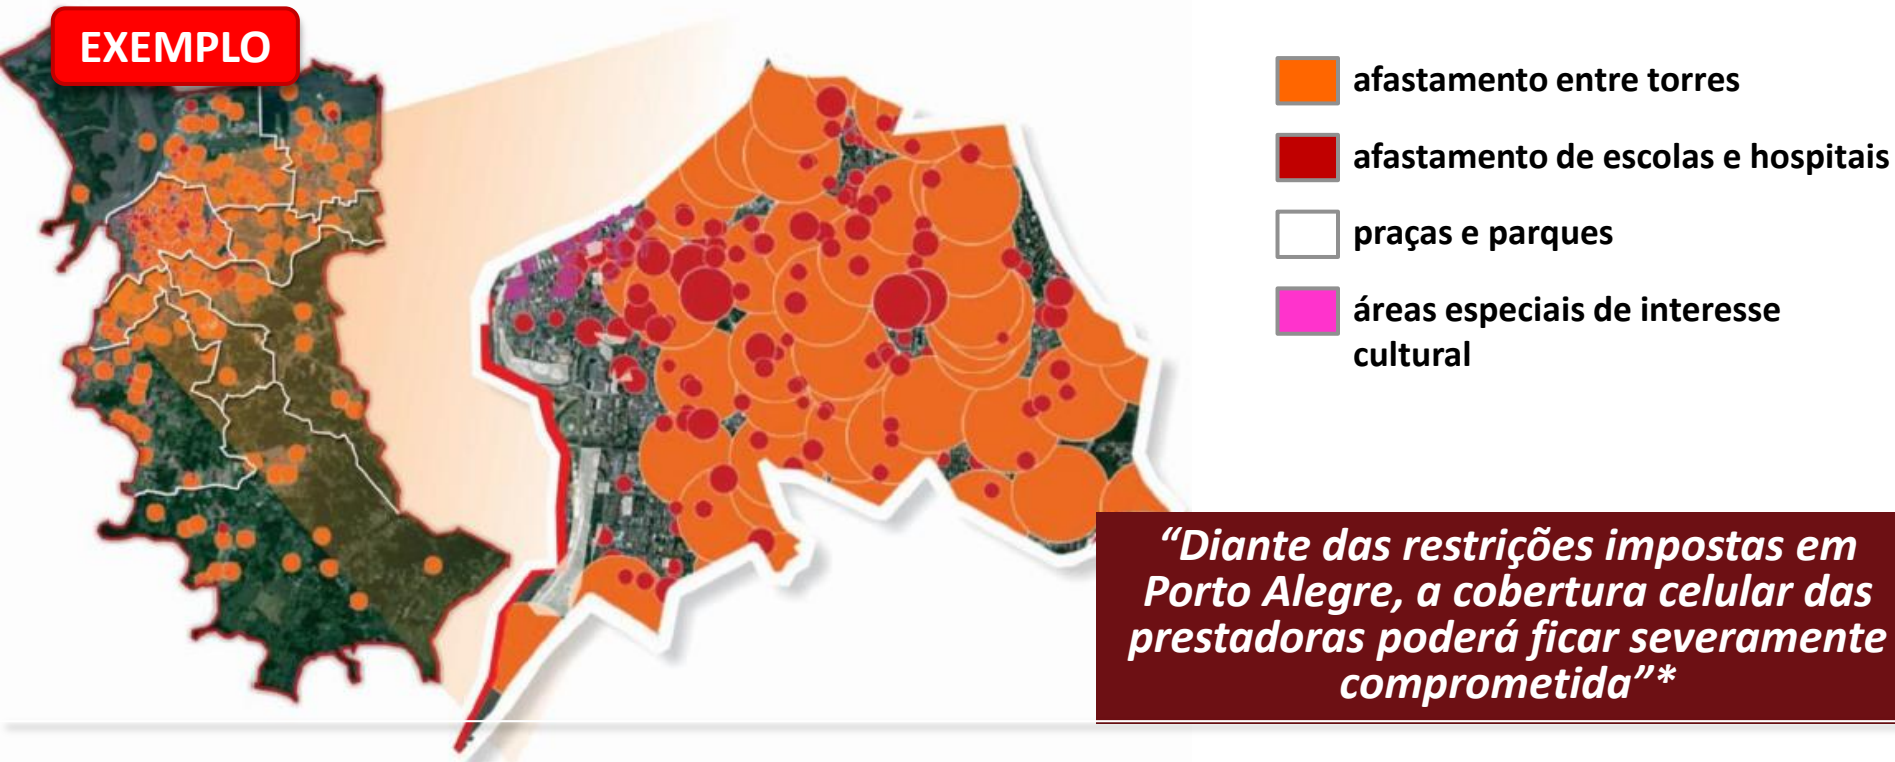 EXEMPLO
afastamento entre torres
afastamento de escolas e hospitais
praças e parques
áreas especiais de interesse
cultural
“Diante das restrições impostas em
Porto Alegre, a cobertura celular das
prestadoras poderá ficar severamente
comprometida”*